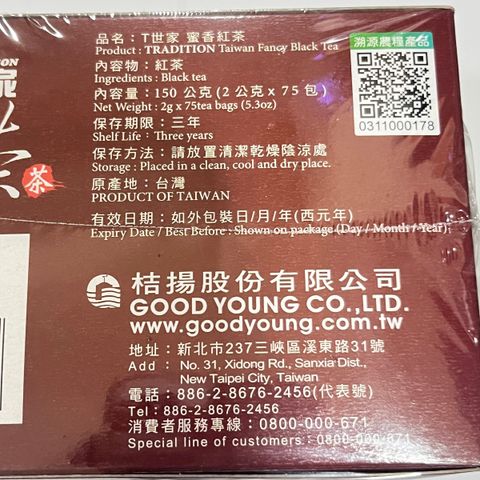 品名:T世家 蜜香紅茶
Product : TRADITION Taiwan Fancy Black Tea
內容物:紅茶
Ingredients : Black tea
容量:150 公克 (2 公克 x 75 包)
Net Weight : 2g x 75tea bags (5.3oz)
保存期限:三年
Shelf Life : Three years
保存方法:請放置清潔乾燥陰涼處
Storage : Placed in a clean, cool and dry place.
原產地:台灣
PRODUCT OF TAIWAN
有效日期:如外包裝日/月/年(西元年)
Expiry Date / Best Before : Shown on package (Day / Month / Year)
溯源農糧產品
0311000178
茶
桔揚股份有限公司
GOOD YOUNG CO.,LTD.
www.goodyoung.com.tw
地址:新北市237三峽區溪東路31號
Add : No. 31, Xidong Rd., Sanxia Dist.,
New Taipei City, Taiwan
電話:886-2-8676-2456(代表號)
TEL : 886-2-8676-2456
消費者服務專線:0800-000-671
Special line of customers : 0800-000-671